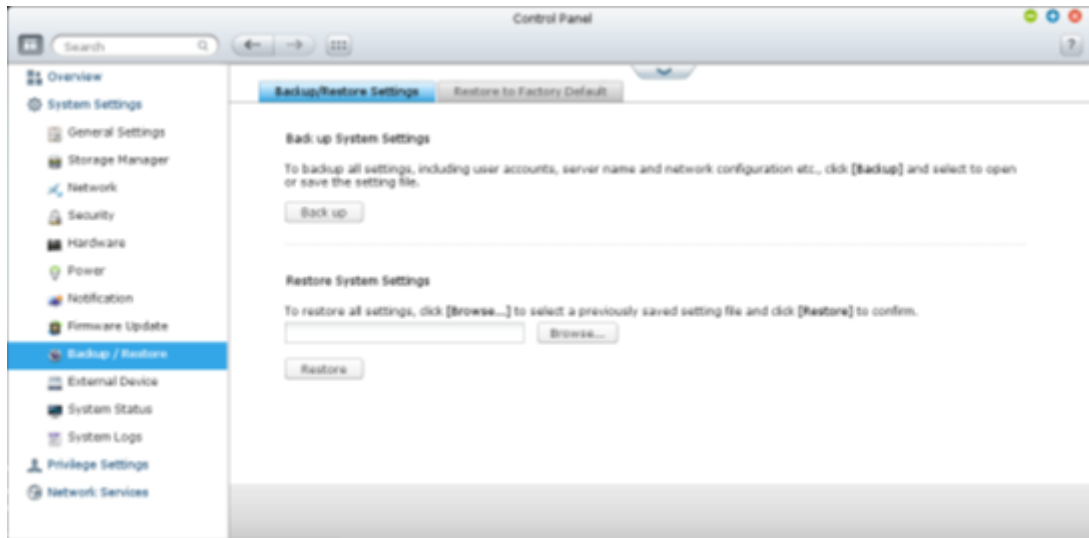 Control Panel
Search
?
Overview
System Settings
General Settings
Storage Manager
Network
Security
Hardware
Power
Notification
Firmware Update
Backup / Restore
External Device
System Status
System Logs
Privilege Settings
Network Services
Backup/Restore Settings
Restore to Factory Default
Back up System Settings
To backup all settings, including user accounts, server name and network configuration etc., click [Backup] and select to open
or save the setting file.
Back up
Restore System Settings
To restore all settings, click [Browse...] to select a previously saved setting file and click [Restore] to confirm.
Browse...
Restore